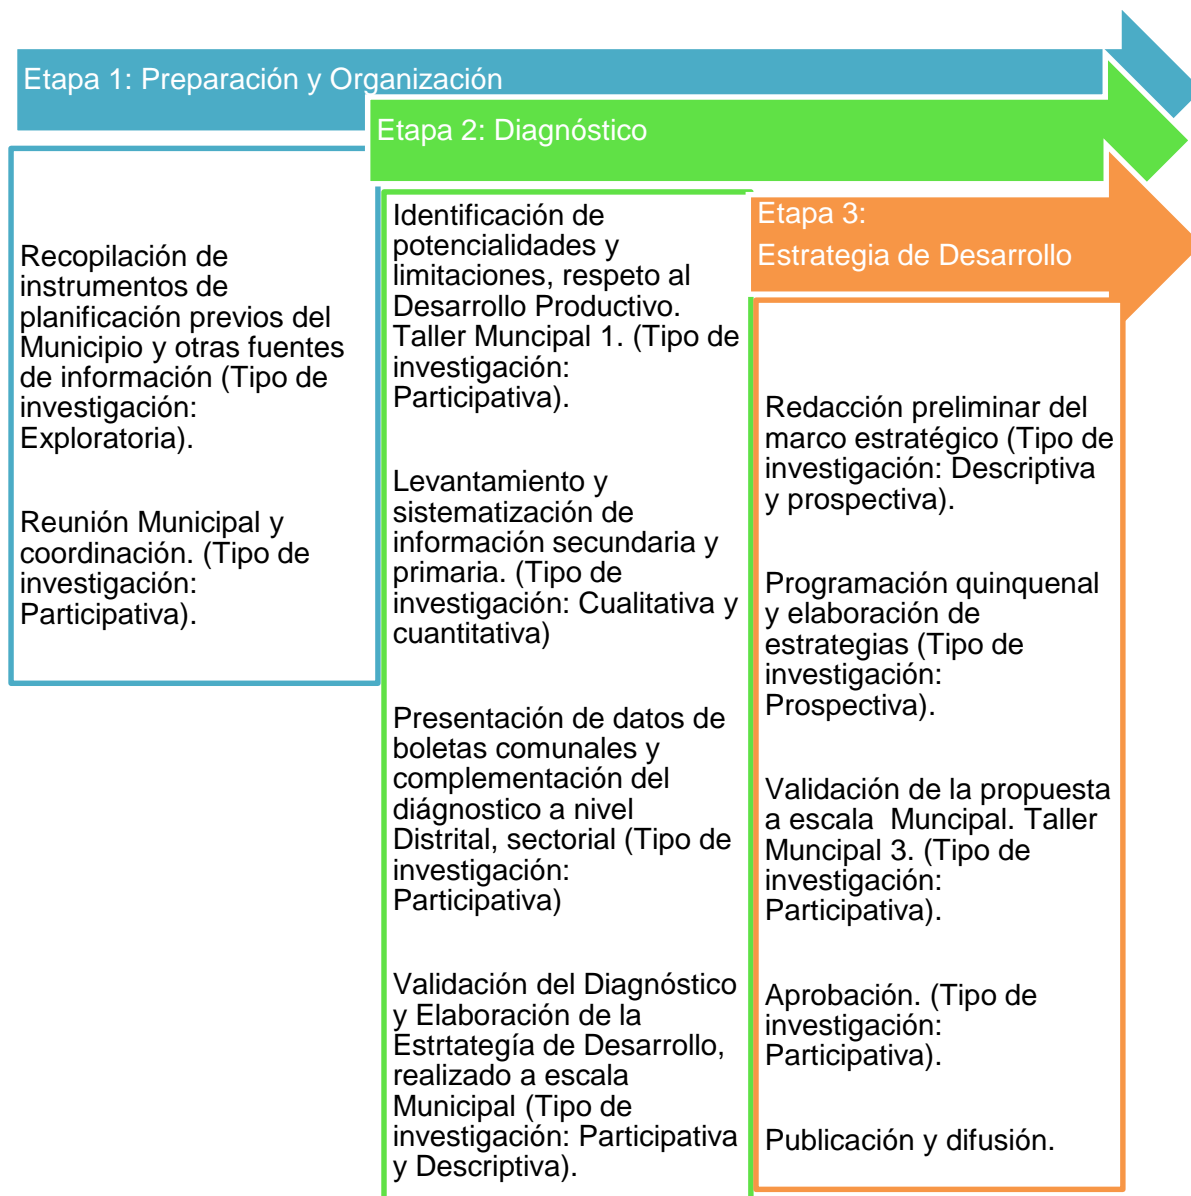 Etapa 1: Preparación y Organización
Recopilación de
instrumentos de
planificación previos del
Municipio y otras fuentes
de información (Tipo de
investigación:
Exploratoria).
Reunión Municipal y
coordinación. (Tipo de
investigación:
Participativa).
Etapa 2: Diagnóstico
Identificación de
potencialidades y
limitaciones, respeto al
Desarrollo Productivo.
Taller Muncipal 1. (Tipo de
investigación:
Participativa).
Levantamiento y
sistematización de
información secundaria y
primaria. (Tipo de
investigación: Cualitativa y
cuantitativa)
Presentación de datos de
boletas comunales y
complementación del
diágnostico a nivel
Distrital, sectorial (Tipo de
investigación:
Participativa)
Validación del Diagnóstico
y Elaboración de la
Estrtategía de Desarrollo,
realizado a escala
Municipal (Tipo de
investigación: Participativa
y Descriptiva).
Etapa 3:
Estrategia de Desarrollo
Redacción preliminar del
marco estratégico (Tipo de
investigación: Descriptiva
y prospectiva).
Programación quinquenal
y elaboración de
estrategias (Tipo de
investigación:
Prospectiva).
Validación de la propuesta
a escala  Muncipal. Taller
Muncipal 3. (Tipo de
investigación:
Participativa).
Aprobación. (Tipo de
investigación:
Participativa).
Publicación y difusión.